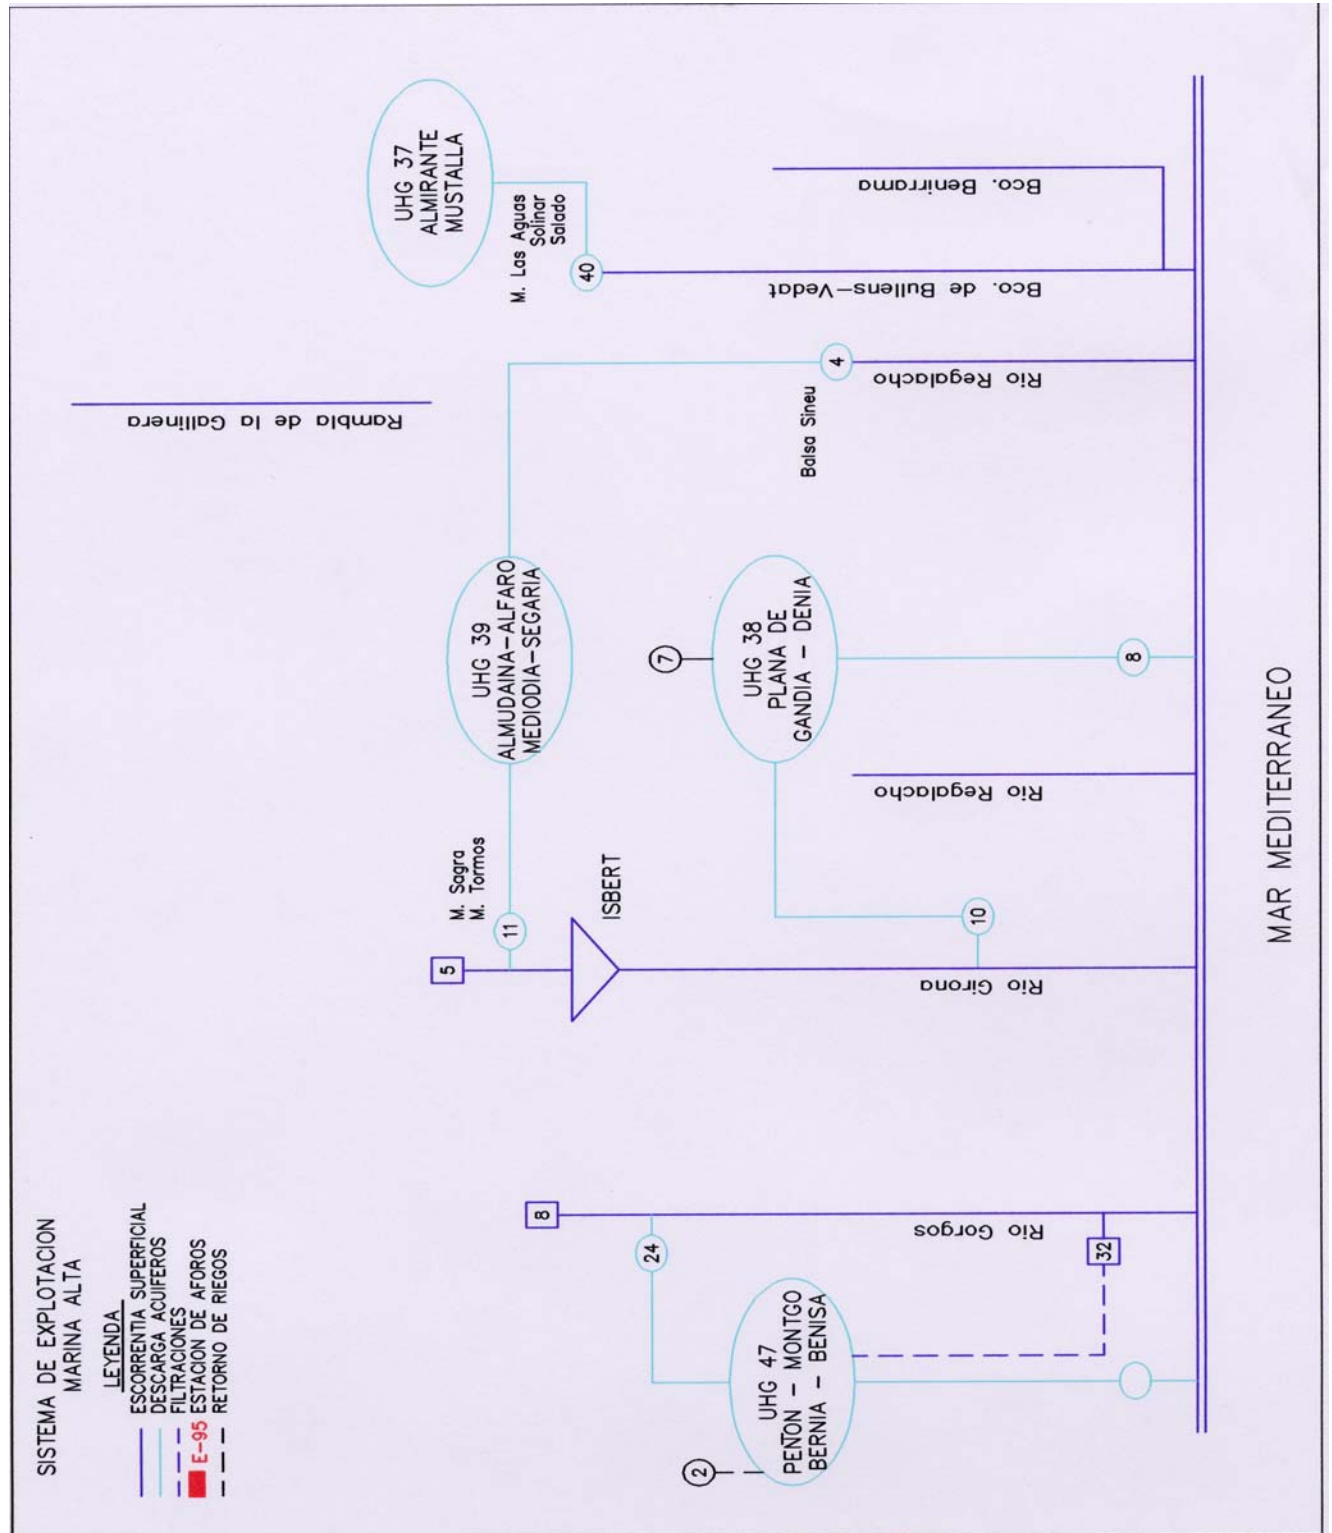 SISTEMA DE EXPLOTACION
MARINA ALTA
LEYENDA
ESCORRENTIA SUPERFICIAL
DESCARGA ACUIFEROS
FILTRACIONES
E-95 ESTACION DE AFOROS
RETORNO DE RIEGOS
UHG 37
ALMIRANTE
MUSTALLA
M. Las Aguas
Solinar
Salado
40
Bco. Benirrama
Bco. de Bullens-Vedat
Rambla de la Gallinera
4
Balsa Sineu
Rio Regalacho
UHG 39
ALMUDAINA-ALFARO
MEDIODIA-SEGARIA
M. Sagra
M. Tormos
5
11
ISBERT
7
UHG 38
PLANA DE
GANDIA - DENIA
8
Rio Regalacho
10
Rio Girona
8
24
Rio Gorgos
32
UHG 47
PEÑON - MONTGO
BERNIA - BENISA
2
MAR MEDITERRANEO